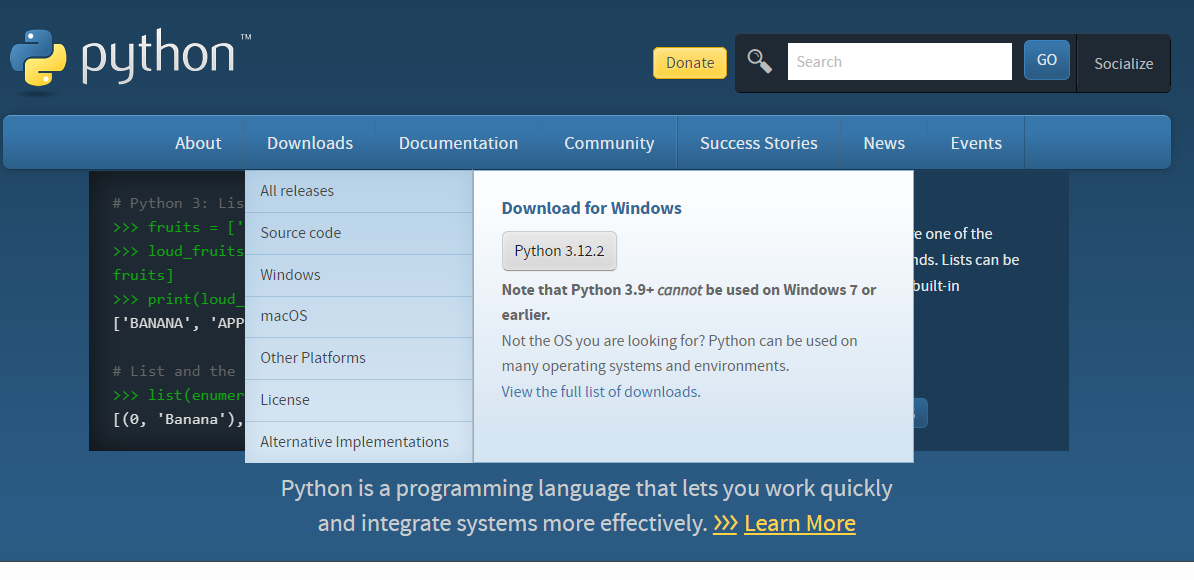 python™
Donate
Search
GO
Socialize
About
Downloads
Documentation
Community
Success Stories
News
Events
All releases
Source code
Windows
macOS
Other Platforms
License
Alternative Implementations
Download for Windows
Python 3.12.2
Note that Python 3.9+ cannot be used on Windows 7 or
earlier.
Not the OS you are looking for? Python can be used on
many operating systems and environments.
View the full list of downloads.
# Python 3:
>>> fruits = ['
>>> loud_fruits
fruits]
>>> print(loud_
['BANANA', 'APP
# List and the
>>> list(enumer
[(0, 'Banana'),
one of the
Lists can be
built-in
Python is a programming language that lets you work quickly
and integrate systems more effectively. >>> Learn More